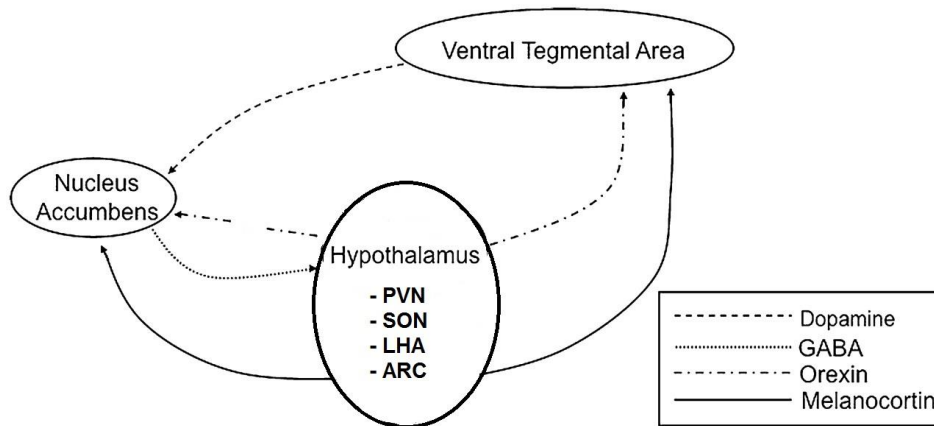 Ventral Tegmental Area
Nucleus
Accumbens
Hypothalamus
- PVN
- SON
- LHA
- ARC
Dopamine
GABA
Orexin
Melanocortin